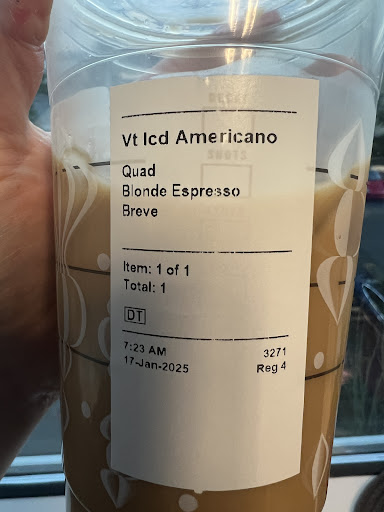 Vt Icd Americano
Quad
Blonde Espresso
Breve
Item: 1 of 1
Total: 1
DT
7:23 AM 3271
17-Jan-2025 Reg 4